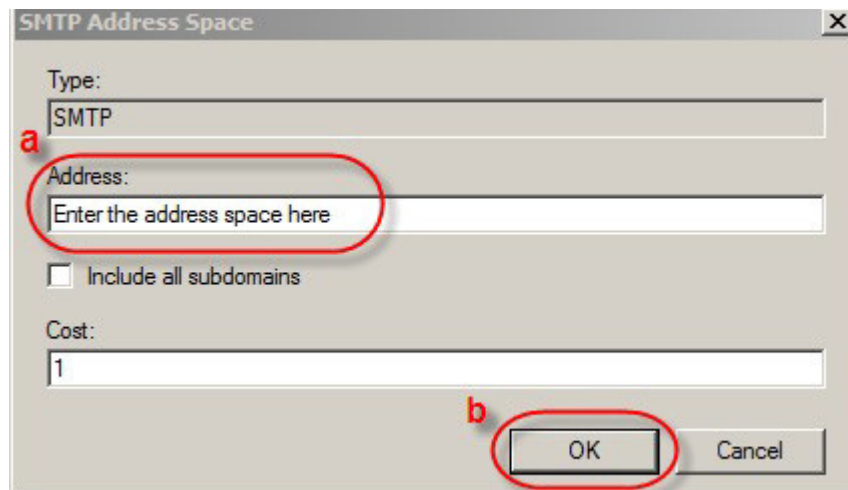 SMTP Address Space
Type:
SMTP
a
Address:
Enter the address space here
Include all subdomains
Cost:
1
b
OK
Cancel